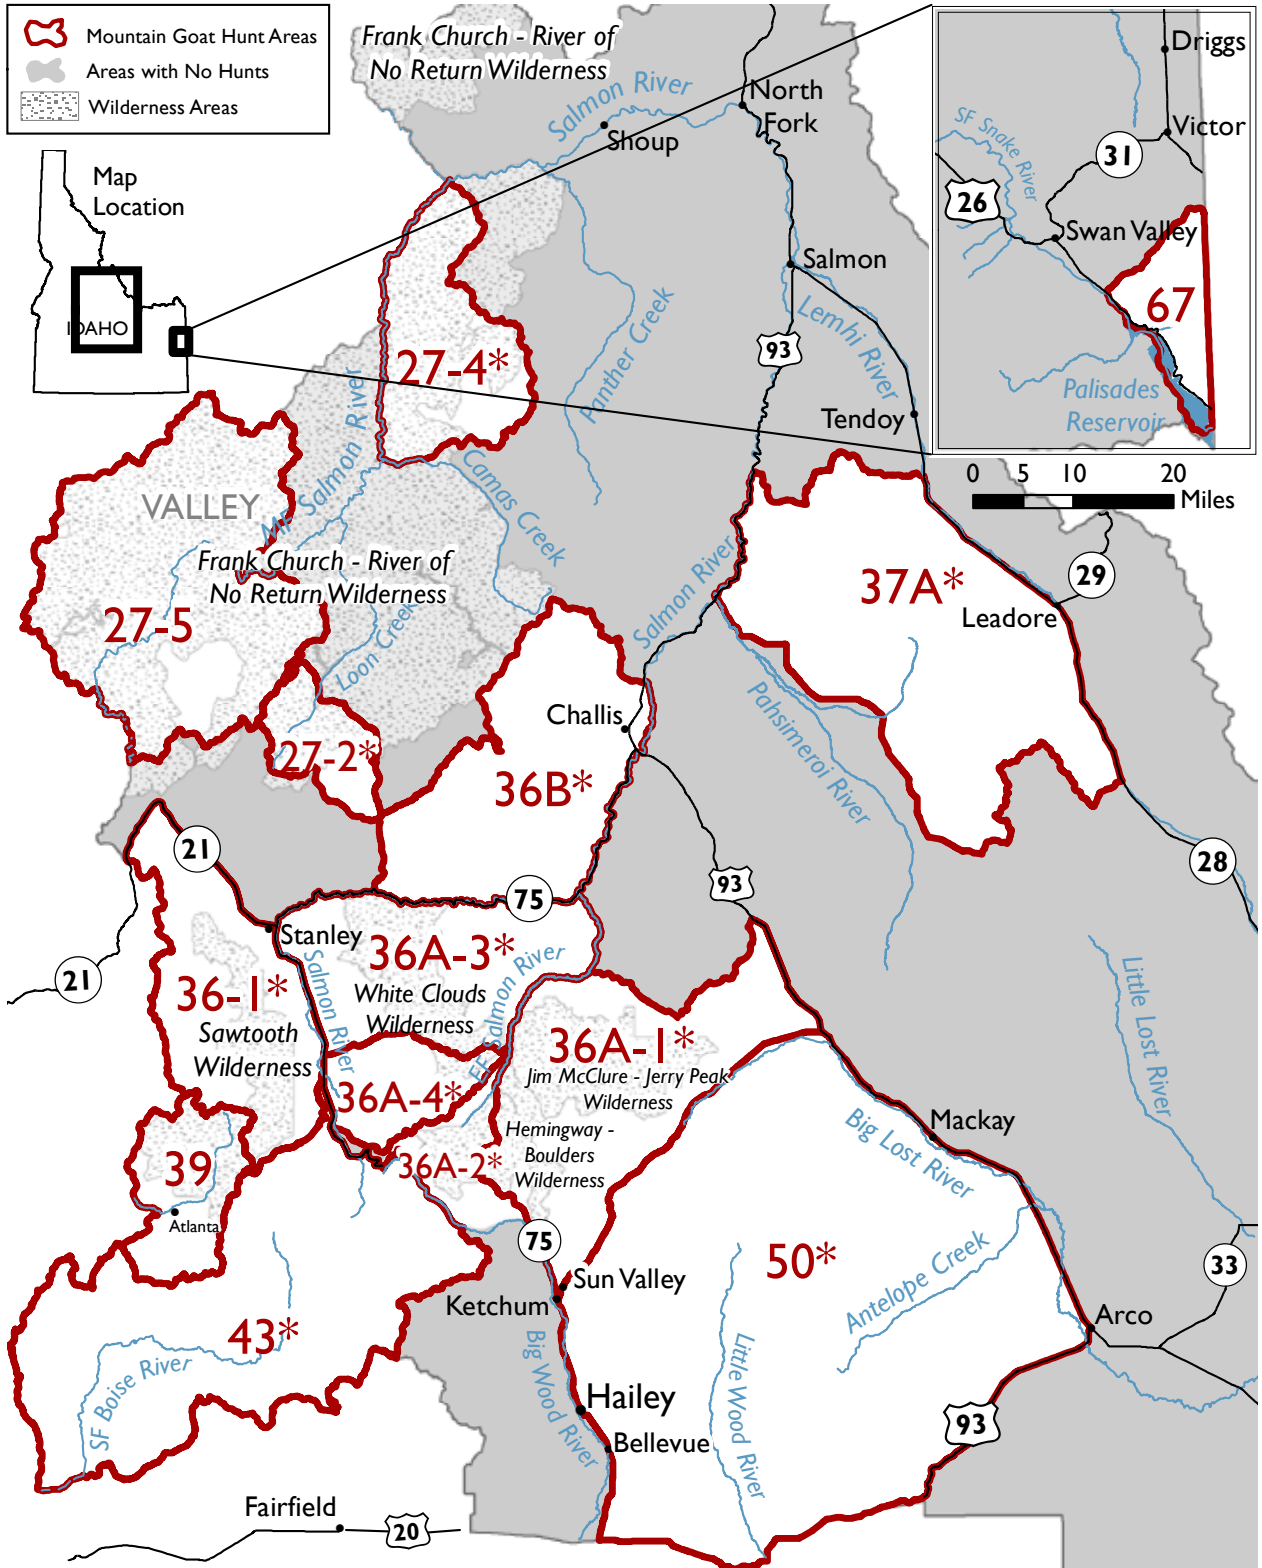 Mountain Goat Hunt Areas
Areas with No Hunts
Wilderness Areas
Map
Location
IDAHO
Frank Church - River of
No Return Wilderness
Salmon River
North
Fork
Shoup
Driggs
Victor
SF Snake River
31
26
Swan Valley
67
Palisades
Reservoir
Salmon
Lemhi River
93
Panther Creek
27-4*
Tendoy
0 5 10 20
Miles
MF Salmon River
Camas Creek
VALLEY
Frank Church - River of
No Return Wilderness
27-5
Loon Creek
Salmon River
37A*
29
Leadore
Pahsimeroi River
Challis
27-2*
36B*
21
28
93
75
Stanley
36A-3*
White Clouds
Wilderness
21
36-1*
Sawtooth
Wilderness
Salmon River
EF Salmon River
Little Lost River
36A-1*
Jim McClure - Jerry Peak
Wilderness
36A-4*
Hemingway -
Boulders
Wilderness
36A-2*
Mackay
Big Lost River
39
Atlanta
75
50*
33
Sun Valley
Ketchum
Antelope Creek
Arco
43*
SF Boise River
Big Wood River
Little Wood River
Hailey
Bellevue
93
Fairfield
20